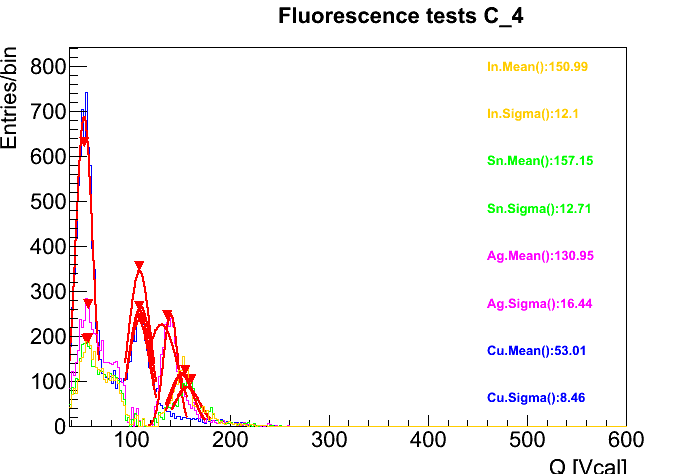 Fluorescence tests C_4
Entries/bin
800
700
600
500
400
300
200
100
0
100
200
300
400
500
600
Q [Vcal]
In.Mean():150.99
In.Sigma():12.1
Sn.Mean():157.15
Sn.Sigma():12.71
Ag.Mean():130.95
Ag.Sigma():16.44
Cu.Mean():53.01
Cu.Sigma():8.46